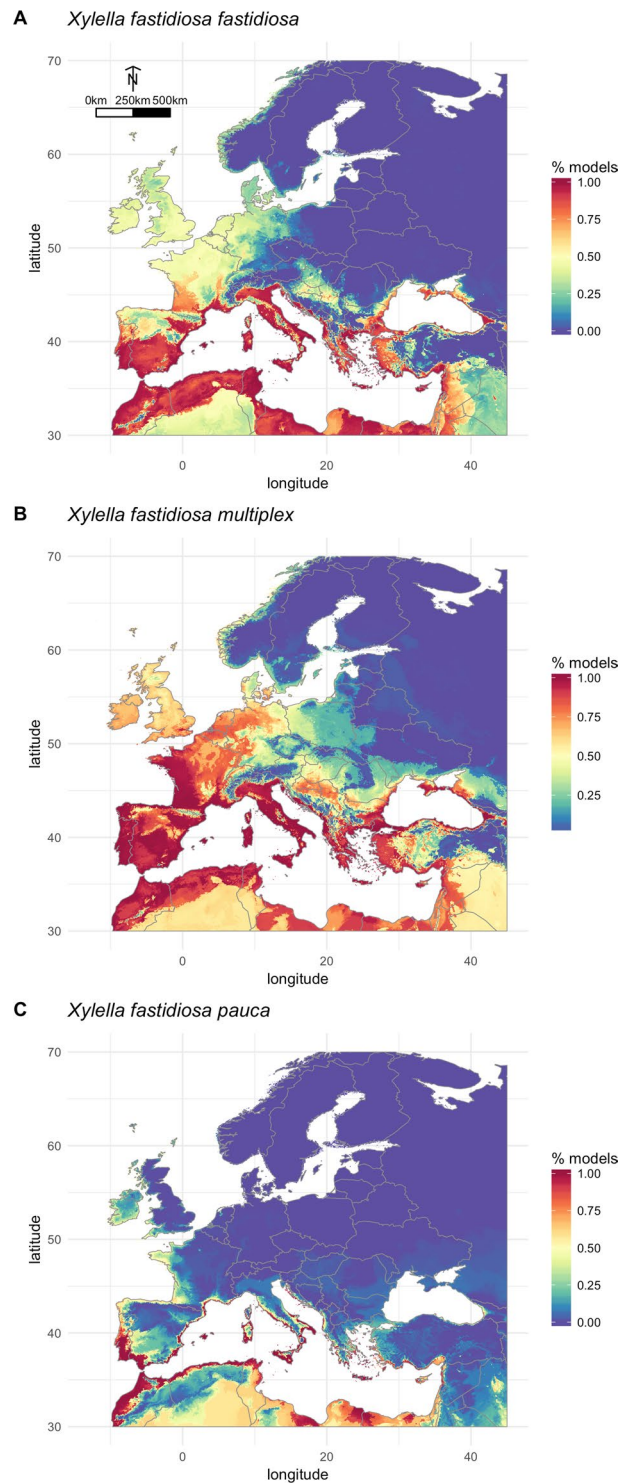 A Xylella fastidiosa fastidiosa
70
N
0km 250km 500km
60
% models
1.00
latitude
50
0.75
0.50
0.25
40
0.00
30
0 20 40
longitude
B Xylella fastidiosa multiplex
70
60
% models
1.00
latitude
50
0.75
0.50
0.25
40
30
0 20 40
longitude
C Xylella fastidiosa pauca
70
60
% models
1.00
latitude
50
0.75
0.50
0.25
40
0.00
30
0 20 40
longitude